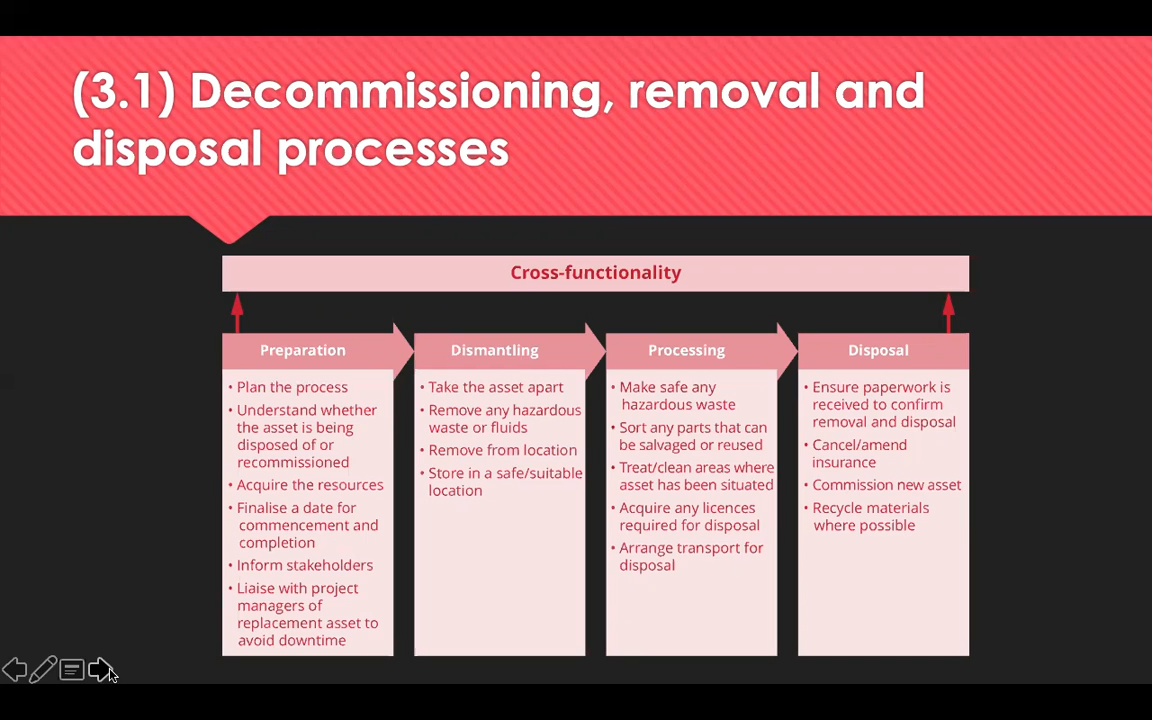 (3.1) Decommissioning, removal and
disposal processes
Cross-functionality
Preparation
• Plan the process
• Understand whether
the asset is being
disposed of or
recommissioned
• Acquire the resources
• Finalise a date for
commencement and
completion
• Inform stakeholders
• Liaise with project
managers of
replacement asset to
avoid downtime
Dismantling
• Take the asset apart
• Remove any hazardous
waste or fluids
• Remove from location
• Store in a safe/suitable
location
Processing
• Make safe any
hazardous waste
• Sort any parts that can
be salvaged or reused
• Treat/clean areas where
asset has been situated
• Acquire any licences
required for disposal
• Arrange transport for
disposal
Disposal
• Ensure paperwork is
received to confirm
removal and disposal
• Cancel/amend
insurance
• Commission new asset
• Recycle materials
where possible